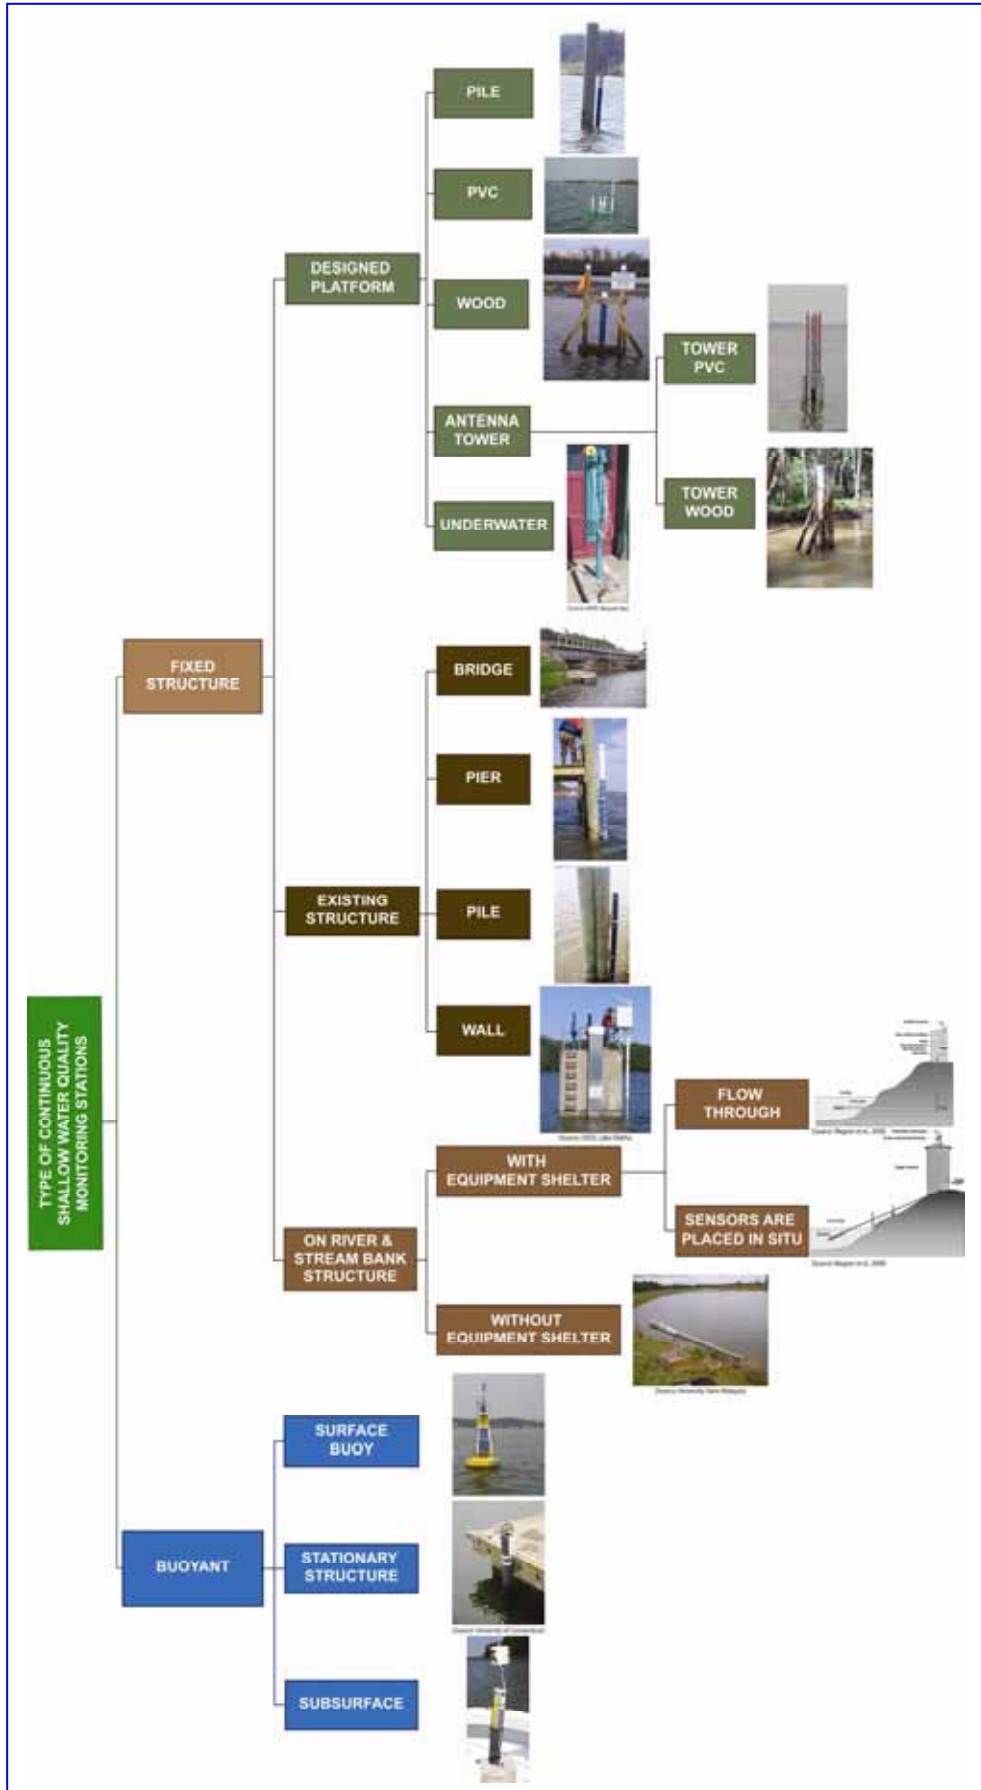 PILE
PVC
DESIGNED
PLATFORM
WOOD
TOWER
PVC
ANTENNA
TOWER
TOWER
WOOD
UNDERWATER
FIXED
STRUCTURE
BRIDGE
PIER
EXISTING
STRUCTURE
PILE
WALL
TYPE OF CONTINUOUS
SHALLOW WATER QUALITY
MONITORING STATIONS
FLOW
THROUGH
WITH
EQUIPMENT SHELTER
SENSORS ARE
PLACED IN SITU
ON RIVER &
STREAM BANK
STRUCTURE
WITHOUT
EQUIPMENT SHELTER
SURFACE
BUOY
BUOYANT
STATIONARY
STRUCTURE
SUBSURFACE